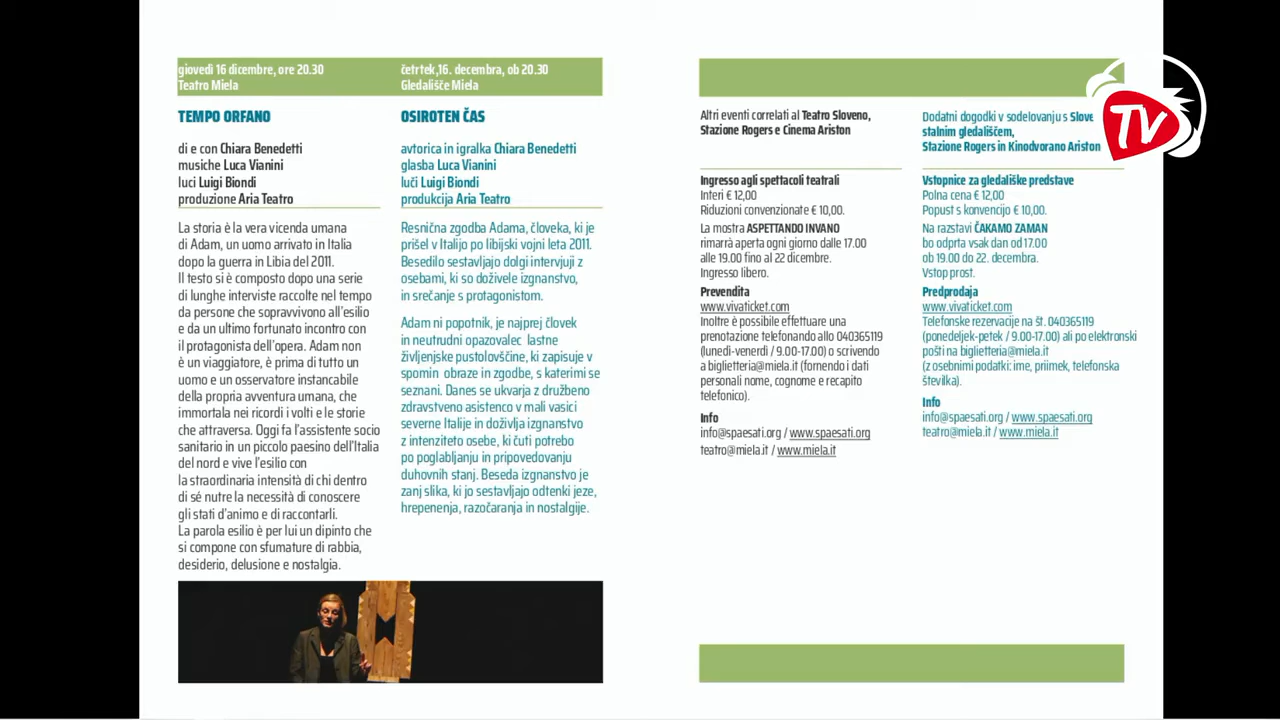 giovedì 16 dicembre, ore 20.30
Teatro Miela
TEMPO ORFANO
di e con Chiara Benedetti
musiche Luca Vianini
luci Luigi Biondi
produzione Aria Teatro
La storia è la vera vicenda umana
di Adam, un uomo arrivato in Italia
dopo la guerra in Libia del 2011.
Il testo si è composto dopo una serie
di lunghe interviste raccolte nel tempo
da persone che sopravvivono all'esilio
e da un ultimo fortunato incontro con
il protagonista dell'opera. Adam non
è un viaggiatore, è prima di tutto un
uomo e un osservatore instancabile
della propria avventura umana, che
immortala nei ricordi i volti e le storie
che attraversa. Oggi fa l'assistente socio
sanitario in un piccolo paesino dell'Italia
del nord e vive l'esilio con
la straordinaria intensità di chi dentro
di sé nutre la necessità di conoscere
gli stati d'animo e di raccontarli.
La parola esilio è per lui un dipinto che
si compone con sfumature di rabbia,
desiderio, delusione e nostalgia.
četrtek,16. decembra, ob 20.30
Gledališče Miela
OSIROTEN ČAS
avtorica in igralka Chiara Benedetti
glasba Luca Vianini
luči Luigi Biondi
produkcija Aria Teatro
Resnična zgodba Adama, človeka, ki je
prišel v Italijo po libijski vojni leta 2011.
Besedilo sestavljajo dolgi intervjuji z
osebami, ki so doživele izgnanstvo,
in srečanje s protagonistom.
Adam ni popotnik, je najprej človek
in neutrudni opazovalec lastne
življenjske pustolovščine, ki zapisuje v
spomin obraze in zgodbe, s katerimi se
seznani. Danes se ukvarja z družbeno
zdravstveno asistenco v mali vasici
severne Italije in doživlja izgnanstvo
z intenziteto osebe, ki čuti potrebo
po poglabljanju in pripovedovanju
duhovnih stanj. Beseda izgnanstvo je
zanj slika, ki jo sestavljajo odtenki jeze,
hrepenenja, razočaranja in nostalgije.
Altri eventi correlati al Teatro Sloveno,
Stazione Rogers e Cinema Ariston
Ingresso agli spettacoli teatrali
Interi € 12,00
Riduzioni convenzionate € 10,00.
La mostra ASPETTANDO INVANO
rimarrà aperta ogni giorno dalle 17.00
alle 19.00 fino al 22 dicembre.
Ingresso libero.
Prevendita
www.vivaticket.com
Inoltre è possibile effettuare una
prenotazione telefonando allo 040365119
(lunedì-venerdì / 9.00-17.00) o scrivendo
a biglietteria@miela.it (fornendo i dati
personali nome, cognome e recapito
telefonico).
Info
info@spaesati.org / www.spaesati.org
teatro@miela.it / www.miela.it
Dodatni dogodki v sodelovanju s Slove
stalnim gledališčem,
Stazione Rogers in Kinodvorano Ariston
Vstopnice za gledališke predstave
Polna cena € 12,00
Popust s konvencijo € 10,00.
Na razstavi ČAKAMO ZAMAN
bo odprta vsak dan od 17.00
ob 19.00 do 22. decembra.
Vstop prost.
Predprodaja
www.vivaticket.com
Telefonske rezervacije na št. 040365119
(ponedeljek-petek / 9.00-17.00) ali po elektronski
pošti na biglietteria@miela.it
(z osebnimi podatki: ime, priimek, telefonska
številka).
Info
info@spaesati.org / www.spaesati.org
teatro@miela.it / www.miela.it
TV